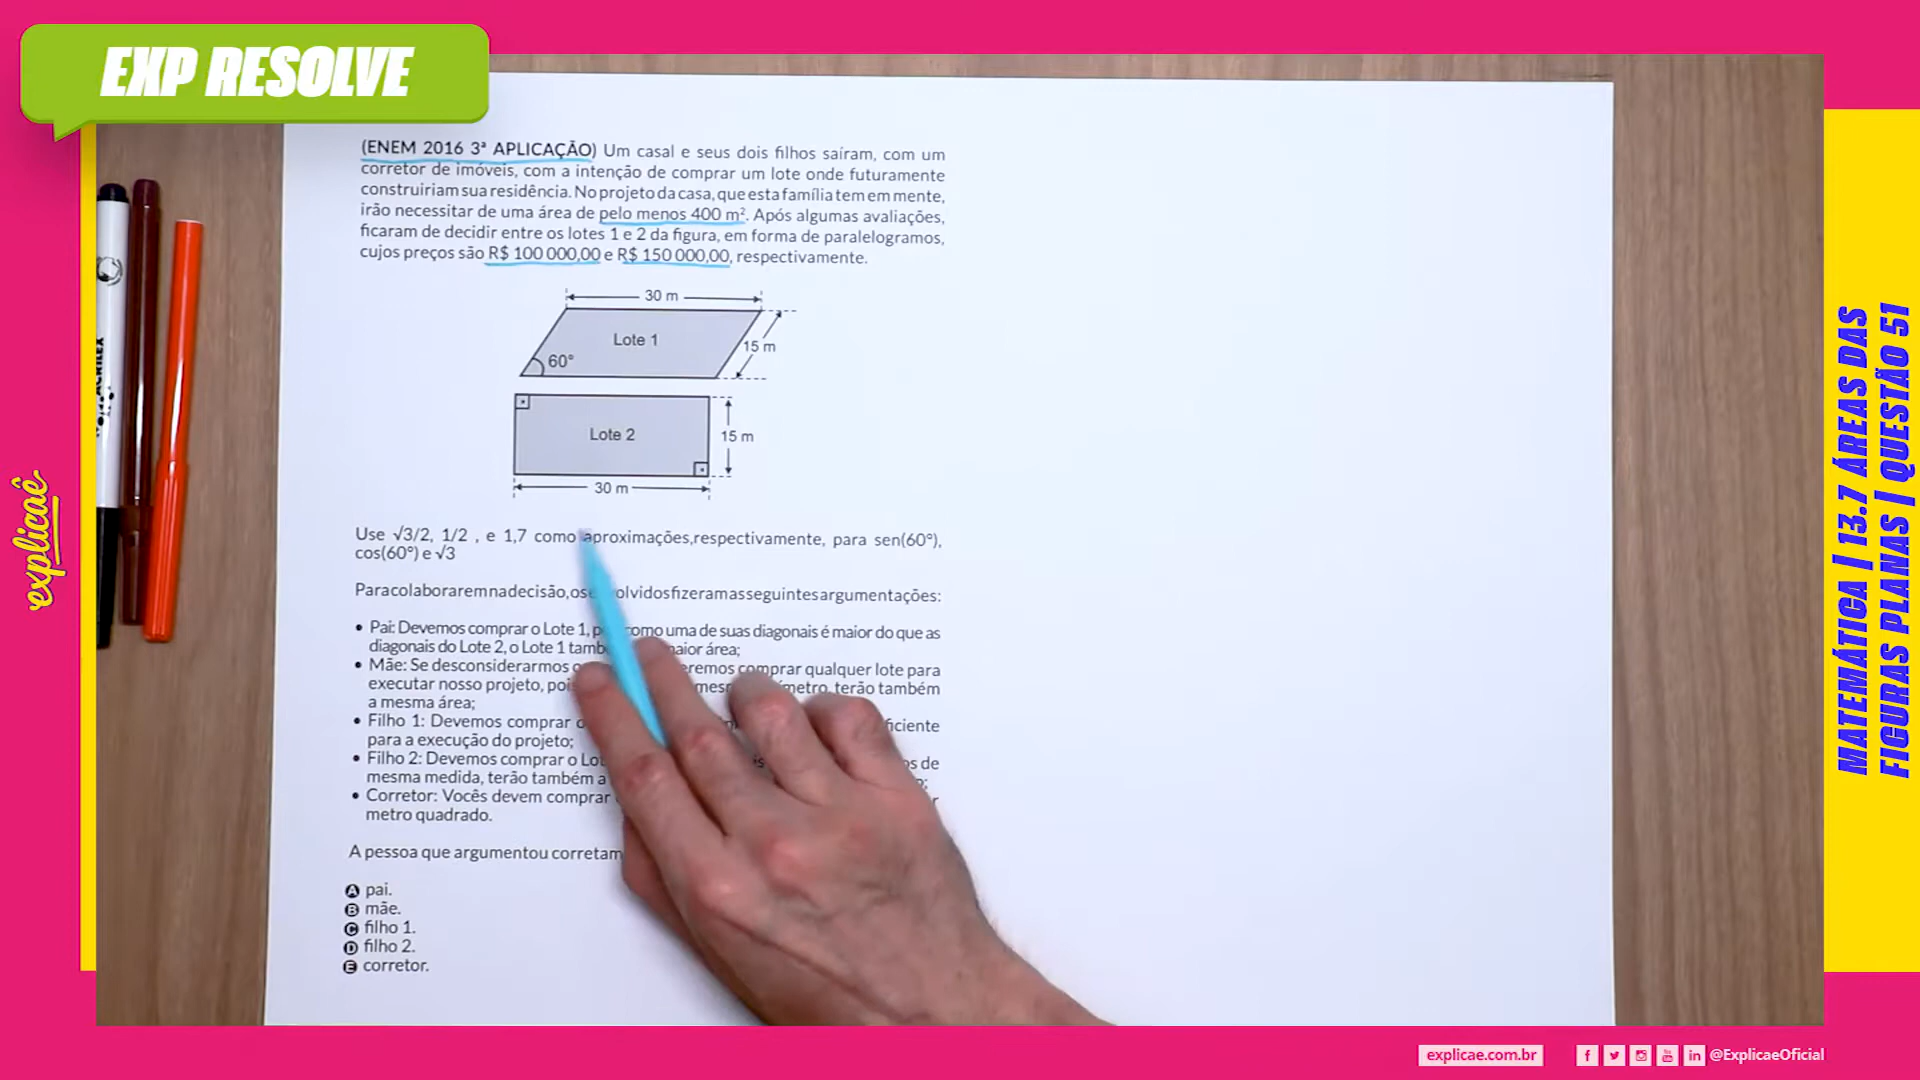 EXP RESOLVE
(ENEM 2016 3ª APLICAÇÃO) Um casal e seus dois filhos saíram, com um
corretor de imóveis, com a intenção de comprar um lote onde futuramente
construiriam sua residência. No projeto da casa, que esta família tem em mente,
irão necessitar de uma área de pelo menos 400 m². Após algumas avaliações,
ficaram de decidir entre os lotes 1 e 2 da figura, em forma de paralelogramos,
cujos preços são R$ 100 000,00 e R$ 150 000,00, respectivamente.
30 m
Lote 1
15 m
60°
Lote 2
15 m
30 m
Use √3/2, 1/2 , e 1,7 como aproximações,respectivamente, para sen(60°),
cos(60°) e √3
Para colaborarem na decisão, os olvidos fizeram as seguintes argumentações:
• Pai: Devemos comprar o Lote 1, como uma de suas diagonais é maior do que as
diagonais do Lote 2, o Lote 1 maior área;
• Mãe: Se desconsiderarmos comprar qualquer lote para
executar nosso projeto, terão também
a mesma área;
• Filho 1: Devemos comprar
para a execução do projeto;
• Filho 2: Devemos comprar o de
mesma medida, terão também a
• Corretor: Vocês devem comprar
metro quadrado.
A pessoa que argumentou
A pai.
B mãe.
C filho 1.
D filho 2.
E corretor.
ACRILEX
explicaê
MATEMÁTICA | 13.7 ÁREAS DAS
FIGURAS PLANAS | QUESTÃO 51
explicae.com.br
@ExplicaeOficial